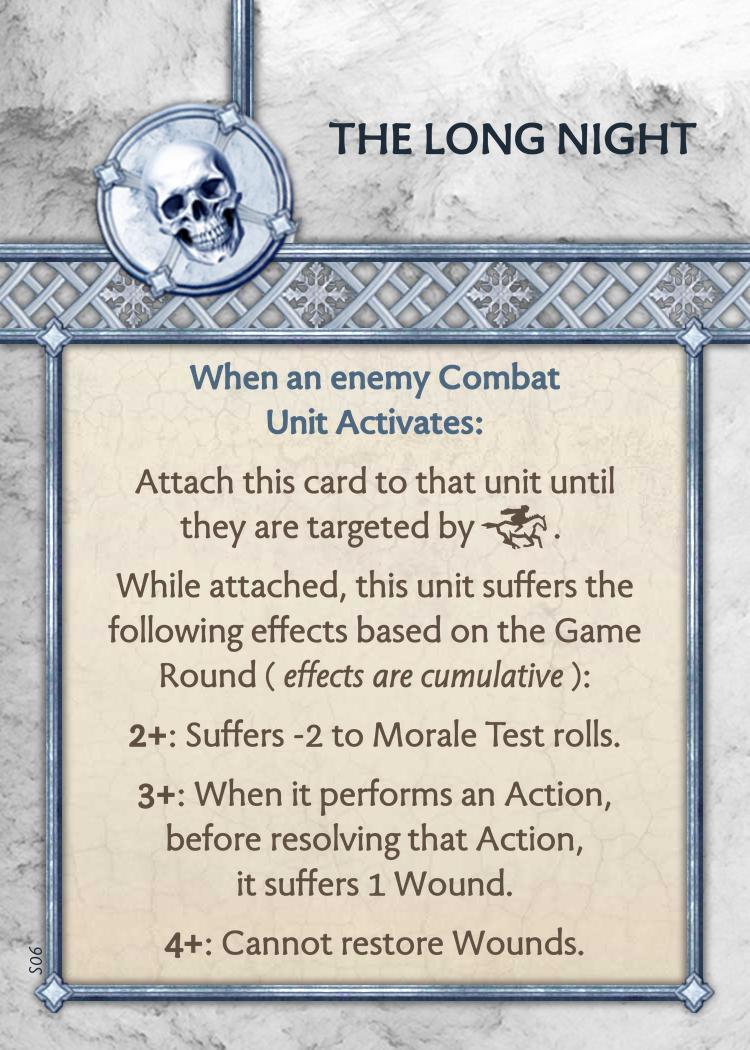 THE LONG NIGHT
When an enemy Combat
Unit Activates:
Attach this card to that unit until
they are targeted by .
While attached, this unit suffers the
following effects based on the Game
Round ( effects are cumulative ):
2+: Suffers -2 to Morale Test rolls.
3+: When it performs an Action,
before resolving that Action,
it suffers 1 Wound.
4+: Cannot restore Wounds.
S06